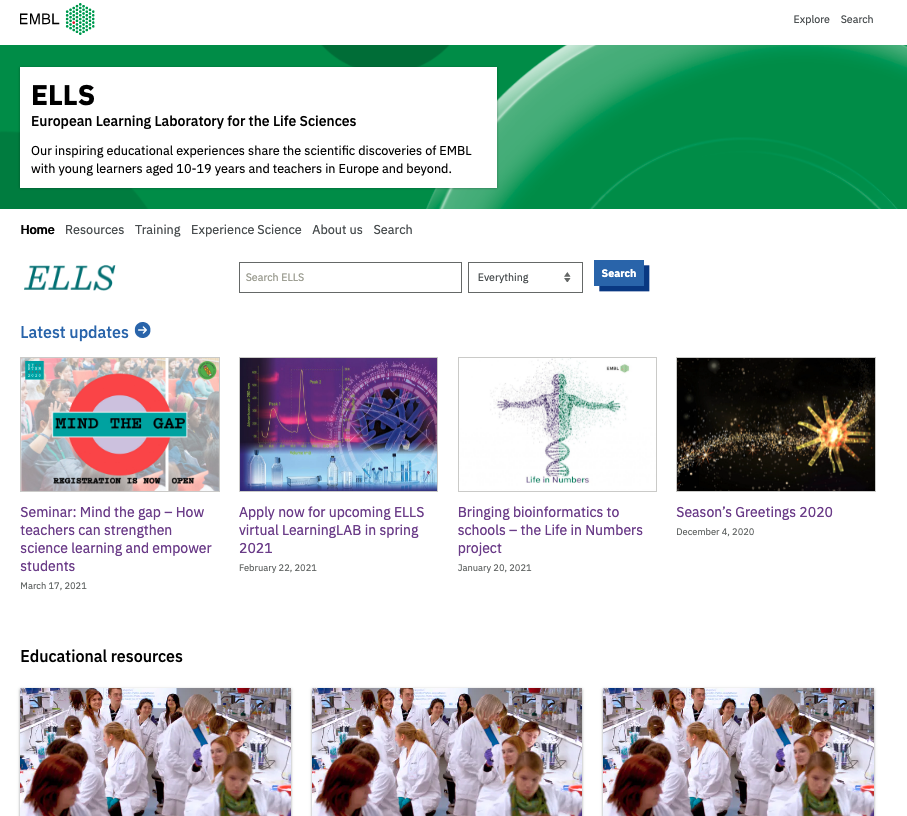 EMBL
Explore Search
ELLS
European Learning Laboratory for the Life Sciences
Our inspiring educational experiences share the scientific discoveries of EMBL
with young learners aged 10-19 years and teachers in Europe and beyond.
Home Resources Training Experience Science About us Search
ELLS
Search ELLS
Everything
Search
Latest updates
MIND THE GAP
REGISTRATION IS NOW OPEN
EMBL
Life in Numbers
Seminar: Mind the gap – How
teachers can strengthen
science learning and empower
students
March 17, 2021
Apply now for upcoming ELLS
virtual LearningLAB in spring
2021
February 22, 2021
Bringing bioinformatics to
schools – the Life in Numbers
project
January 20, 2021
Season’s Greetings 2020
December 4, 2020
Educational resources